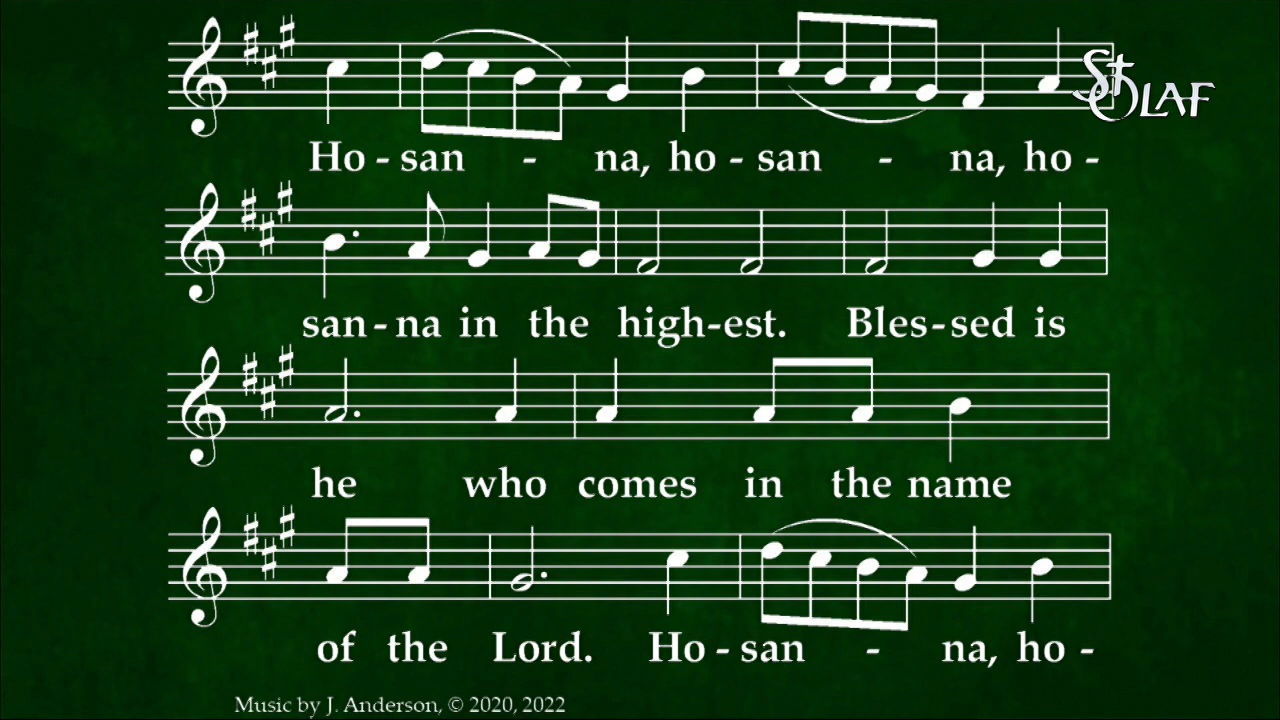 St OLAF
Ho - san - na, ho - san - na, ho -
san - na in the high-est. Bles - sed is
he who comes in the name
of the Lord. Ho - san - na, ho -
Music by J. Anderson, © 2020, 2022